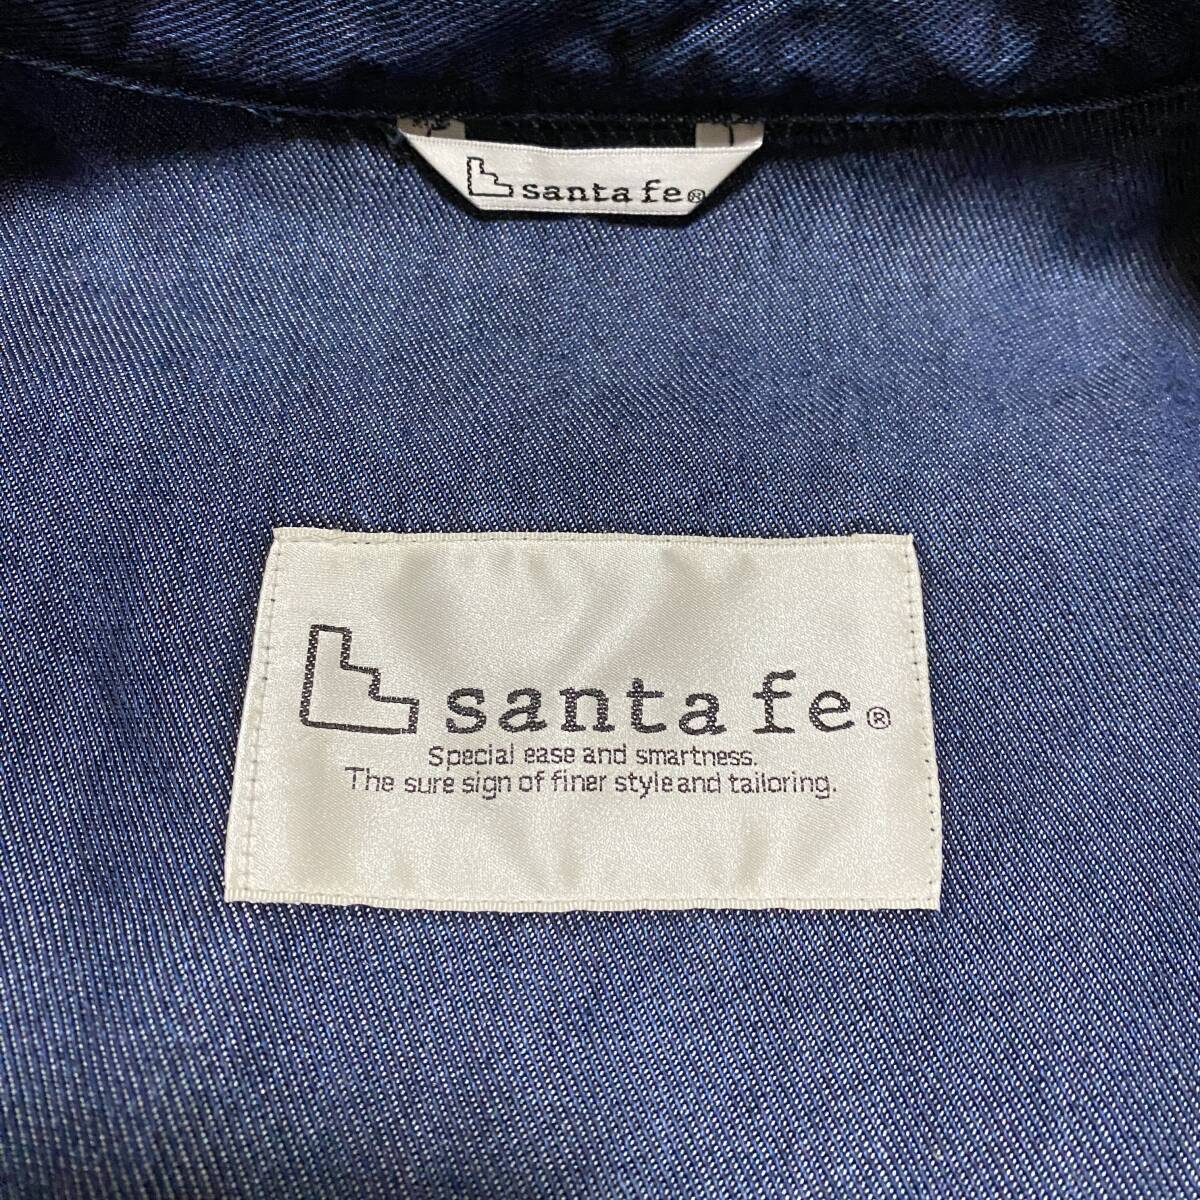 santa fe®
santa fe®
Special ease and smartness.
The sure sign of finer style and tailoring.